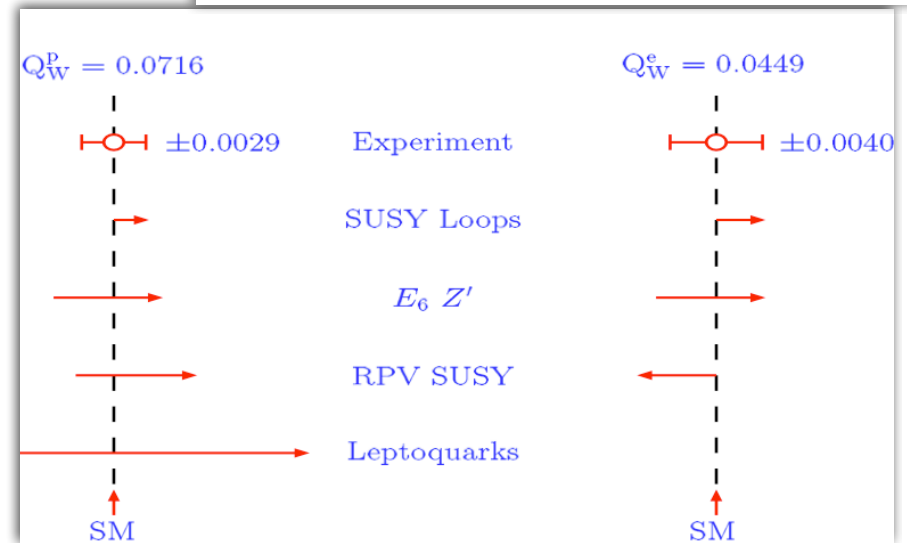 Q_W^p = 0.0716
Q_W^e = 0.0449
±0.0029
Experiment
±0.0040
SUSY Loops
E_6 Z′
RPV SUSY
Leptoquarks
SM
SM